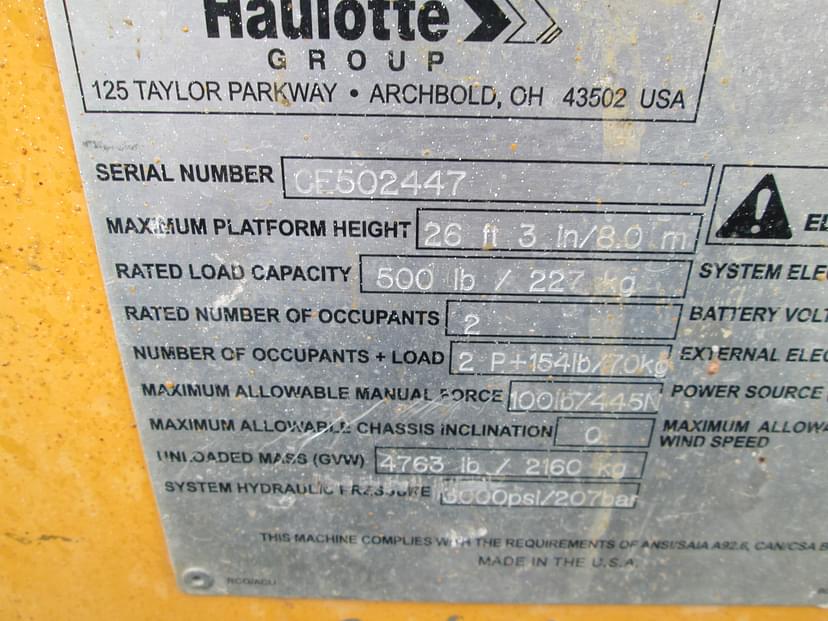 Haulotte
GROUP
125 TAYLOR PARKWAY • ARCHBOLD, OH 43502 USA
SERIAL NUMBER CE502447
MAXIMUM PLATFORM HEIGHT 26 ft 3 in/8.0 m
EL
RATED LOAD CAPACITY 500 lb / 227 kg
SYSTEM ELE
RATED NUMBER OF OCCUPANTS 2
BATTERY VOLT
NUMBER OF OCCUPANTS + LOAD 2 P+154lb/70kg
EXTERNAL ELEC
MAXIMUM ALLOWABLE MANUAL FORCE 100lb/445N
POWER SOURCE
MAXIMUM ALLOWABLE CHASSIS INCLINATION 0
MAXIMUM ALLOWA
WIND SPEED
UNLOADED MASS (GVW) 4763 lb / 2160 kg
SYSTEM HYDRAULIC PRESSURE 3000psi/207bar
THIS MACHINE COMPLIES WITH THE REQUIREMENTS OF ANSI/SAIA A92.6, CAN/CSA B
MADE IN THE U.S.A.